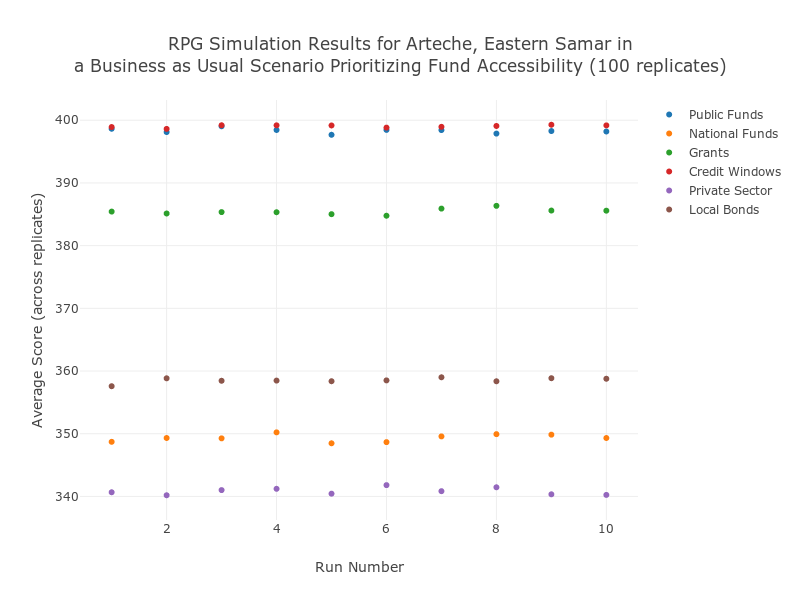 RPG Simulation Results for Arteche, Eastern Samar in
a Business as Usual Scenario Prioritizing Fund Accessibility (100 replicates)
Average Score (across replicates)
400
390
380
370
360
350
340
2
4
6
8
10
Run Number
Public Funds
National Funds
Grants
Credit Windows
Private Sector
Local Bonds